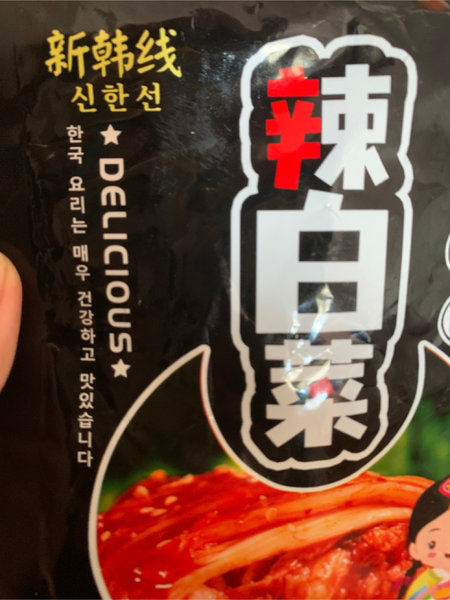 新韩线
신한선
★ DELICIOUS ★
한국 요리는 매우 건강하고 맛있습니다
辣白菜